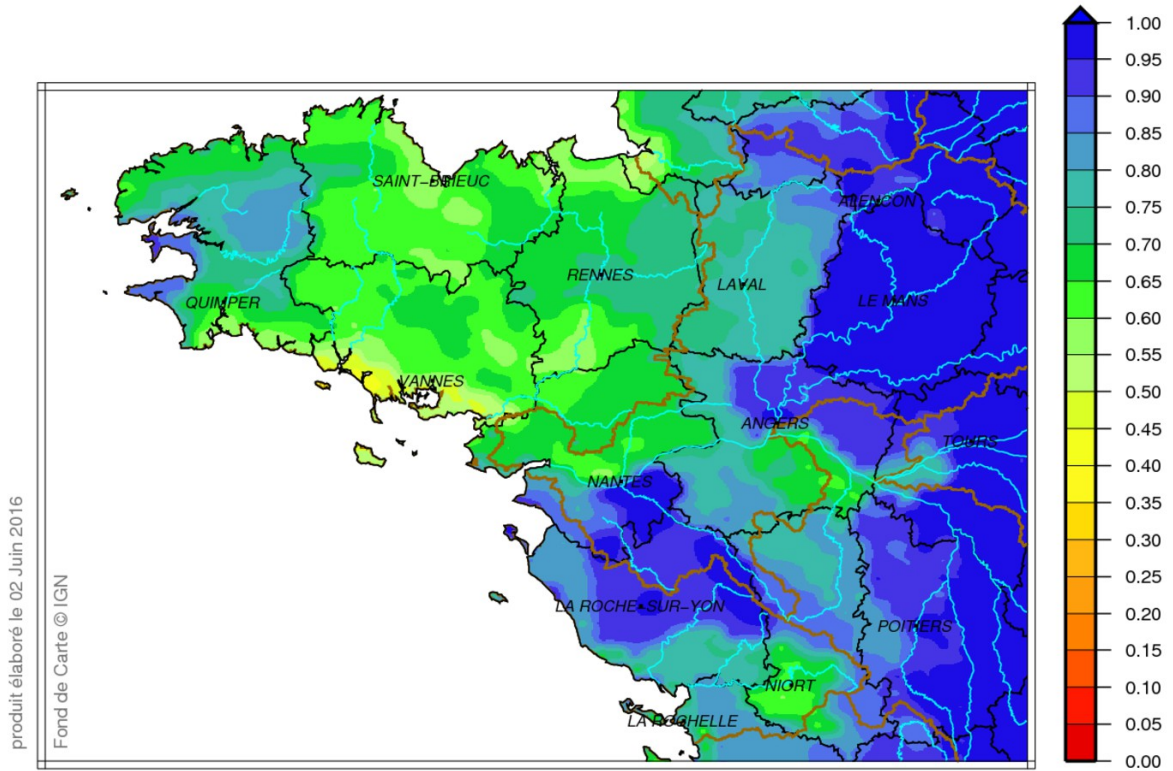 1.00
0.95
0.90
0.85
0.80
0.75
0.70
0.65
0.60
0.55
0.50
0.45
0.40
0.35
0.30
0.25
0.20
0.15
0.10
0.05
0.00
SAINT-BRIEUC
ALENCON
RENNES
LAVAL
QUIMPER
LE MANS
VANNES
ANGERS
TOURS
NANTES
LA ROCHE-SUR-YON
POITIERS
NIORT
LA ROCHELLE
produit élaboré le 02 Juin 2016
Fond de Carte © IGN